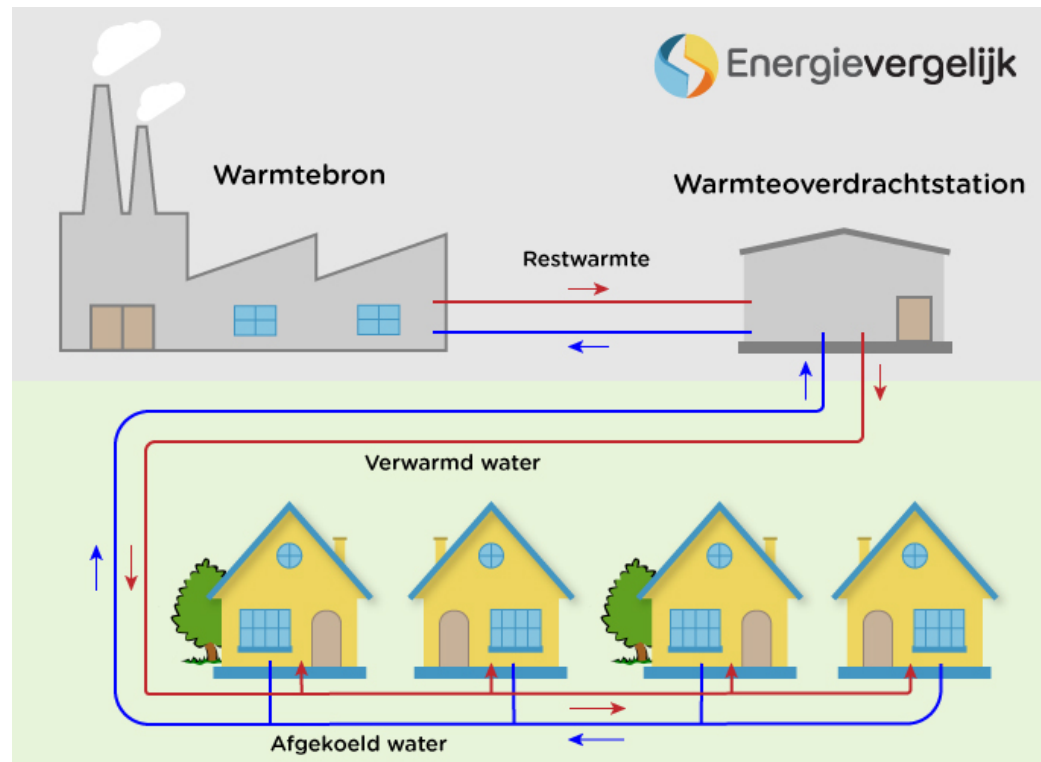 Energievergelijk
Warmtebron
Warmteoverdrachtstation
Restwarmte
Verwarmd water
Afgekoeld water